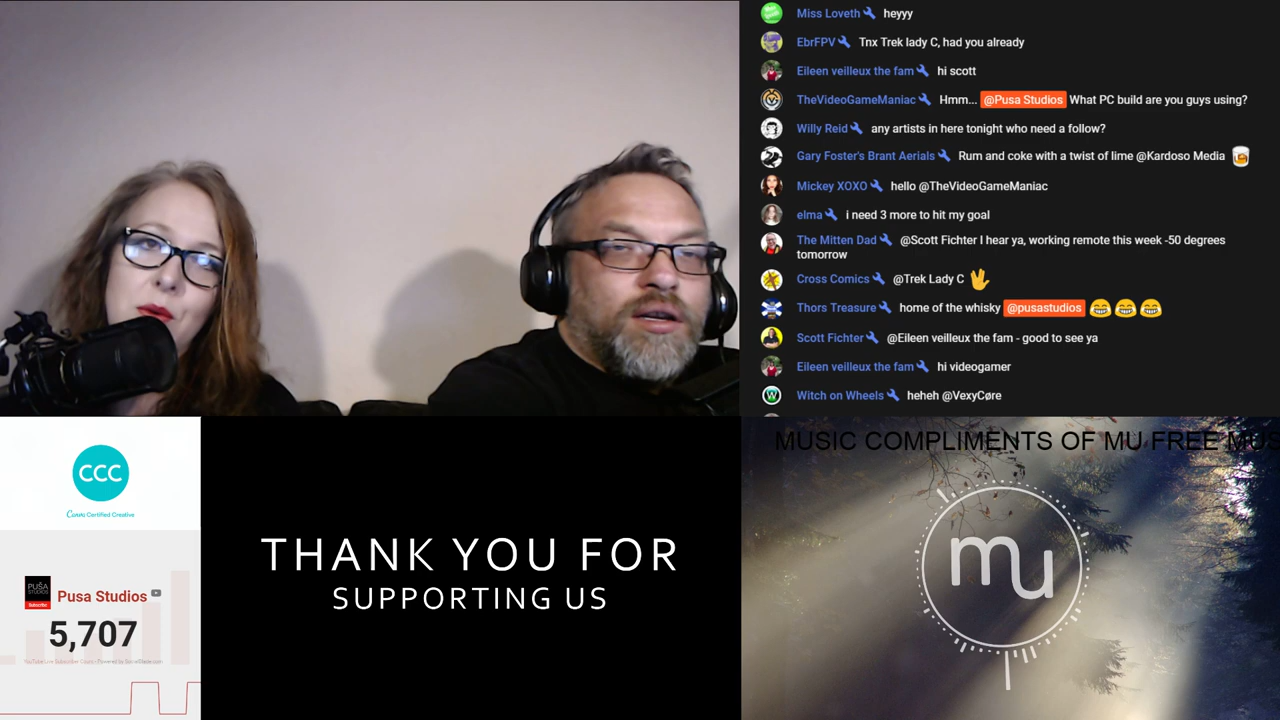 Miss Loveth heyyy
EbrFPV Tnx Trek lady C, had you already
Eileen veilleux the fam hi scott
TheVideoGameManiac Hmm... @Pusa Studios What PC build are you guys using?
Willy Reid any artists in here tonight who need a follow?
Gary Foster's Brant Aerials Rum and coke with a twist of lime @Kardoso Media
Mickey XOXO hello @TheVideoGameManiac
elma i need 3 more to hit my goal
The Mitten Dad @Scott Fichter I hear ya, working remote this week -50 degrees
tomorrow
Cross Comics @Trek Lady C
Thors Treasure home of the whisky @pusastudios
Scott Fichter @Eileen veilleux the fam - good to see ya
Eileen veilleux the fam hi videogamer
Witch on Wheels heheh @VexyCøre
CCC
Canva Certified Creative
PUŠA
STUDIOS
Subscribe
Pusa Studios
5,707
THANK YOU FOR
SUPPORTING US
MUSIC COMPLIMENTS OF MU FREE MUS
mu